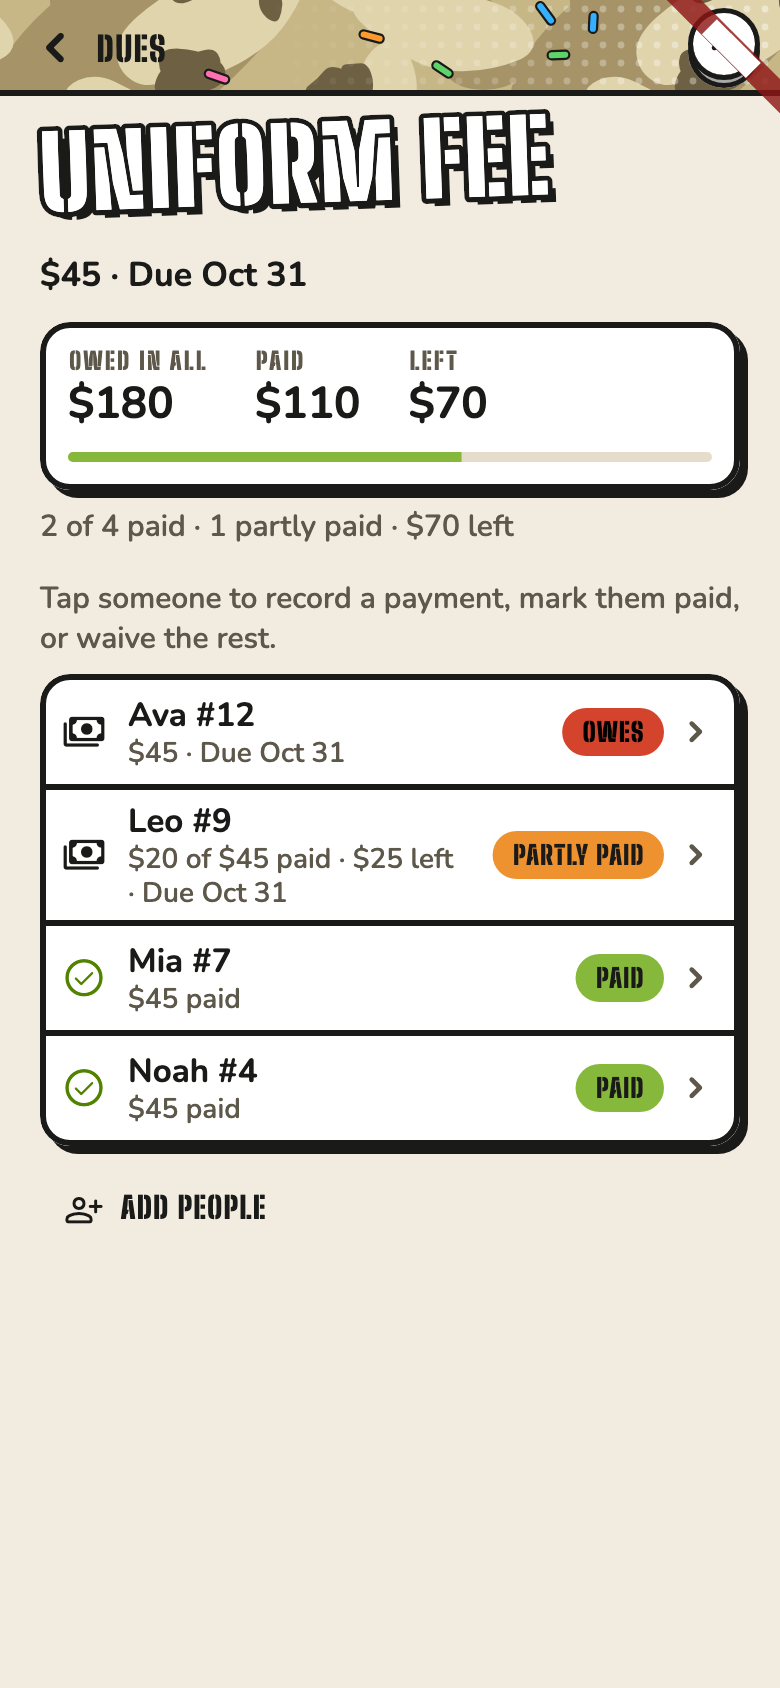 DUES
UNIFORM FEE
$45 · Due Oct 31
OWED IN ALL PAID LEFT
$180 $110 $70
2 of 4 paid · 1 partly paid · $70 left
Tap someone to record a payment, mark them paid,
or waive the rest.
Ava #12
$45 · Due Oct 31
OWES
Leo #9
$20 of $45 paid · $25 left
· Due Oct 31
PARTLY PAID
Mia #7
$45 paid
PAID
Noah #4
$45 paid
PAID
ADD PEOPLE